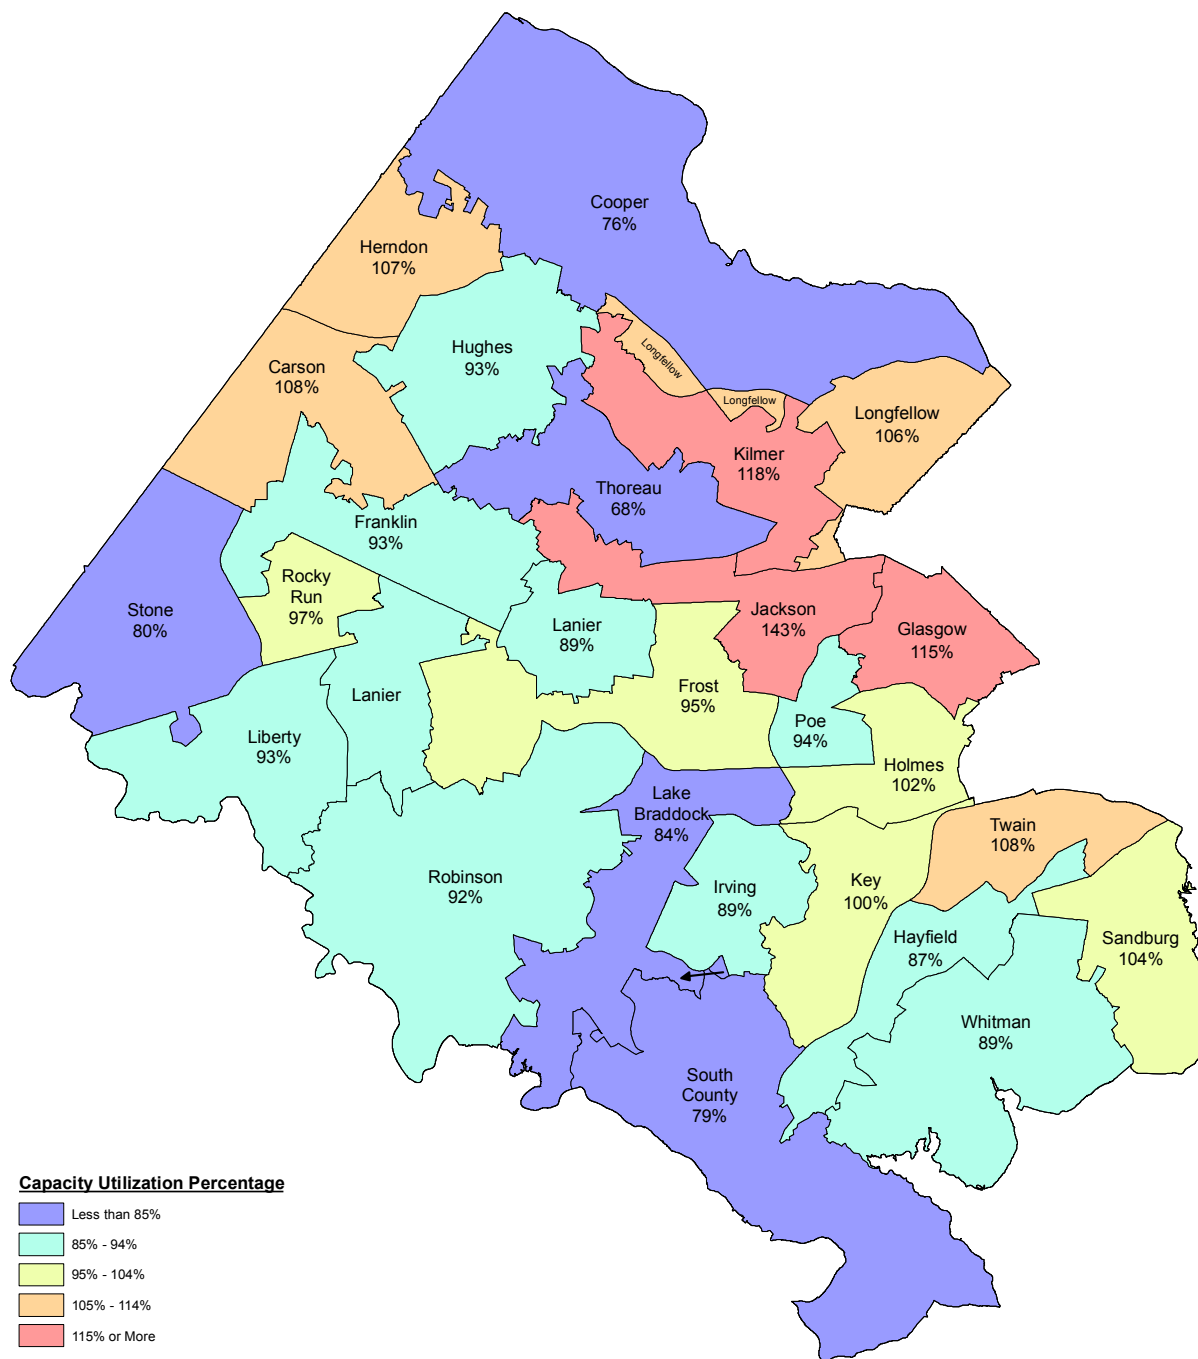 Cooper
76%
Herndon
107%
Hughes
93%
Longfellow
Carson
108%
Longfellow
Longfellow
106%
Kilmer
118%
Thoreau
68%
Franklin
93%
Rocky
Run
97%
Stone
80%
Lanier
89%
Jackson
143%
Glasgow
115%
Lanier
Frost
95%
Poe
94%
Liberty
93%
Holmes
102%
Lake
Braddock
84%
Twain
108%
Robinson
92%
Irving
89%
Key
100%
Hayfield
87%
Sandburg
104%
Whitman
89%
South
County
79%
Capacity Utilization Percentage
Less than 85%
85% - 94%
95% - 104%
105% - 114%
115% or More